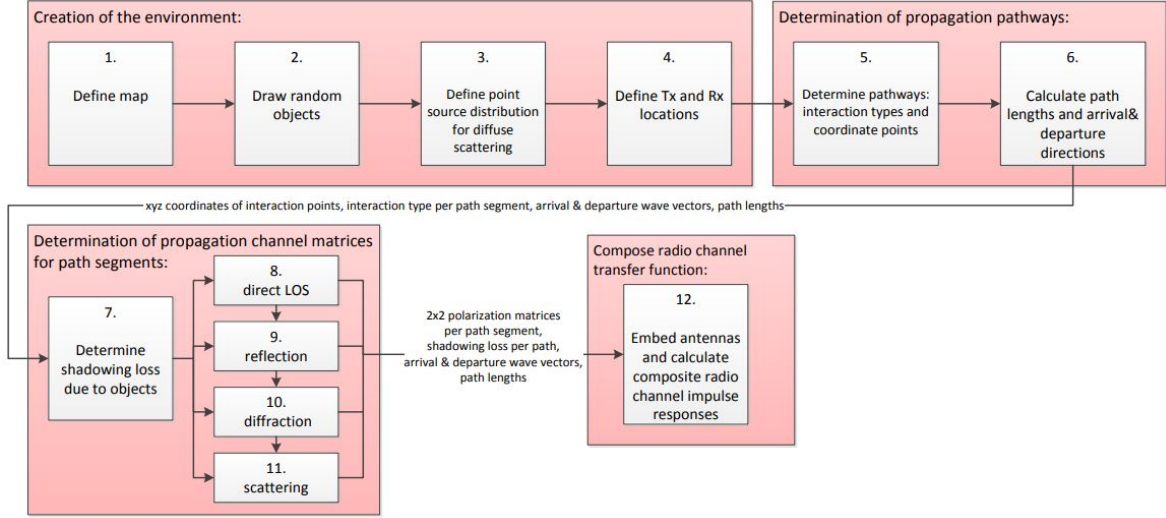 Creation of the environment:
1.
Define map
2.
Draw random
objects
3.
Define point
source distribution
for diffuse
scattering
4.
Define Tx and Rx
locations
Determination of propagation pathways:
5.
Determine pathways:
interaction types and
coordinate points
6.
Calculate path
lengths and arrival&
departure
directions
xyz coordinates of interaction points, interaction type per path segment, arrival & departure wave vectors, path lengths
Determination of propagation channel matrices
for path segments:
7.
Determine
shadowing loss
due to objects
8.
direct LOS
9.
reflection
10.
diffraction
11.
scattering
2x2 polarization matrices
per path segment,
shadowing loss per path,
arrival & departure wave vectors,
path lengths
Compose radio channel
transfer function:
12.
Embed antennas
and calculate
composite radio
channel impulse
responses